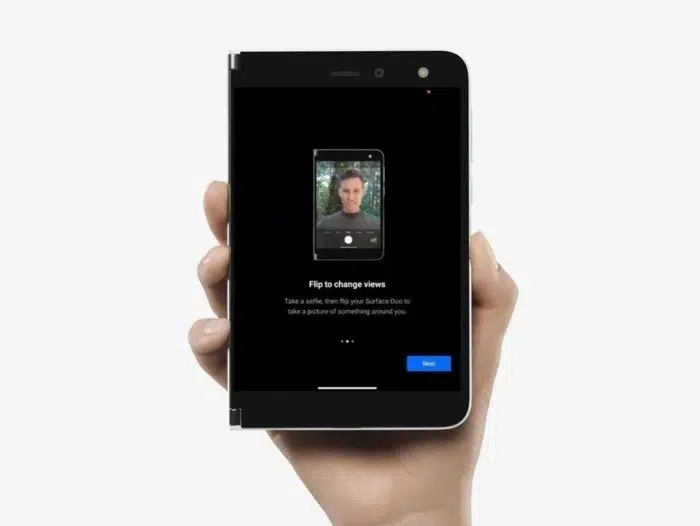 Flip to change views
Take a selfie, then flip your Surface Duo to
take a picture of something around you.
Next